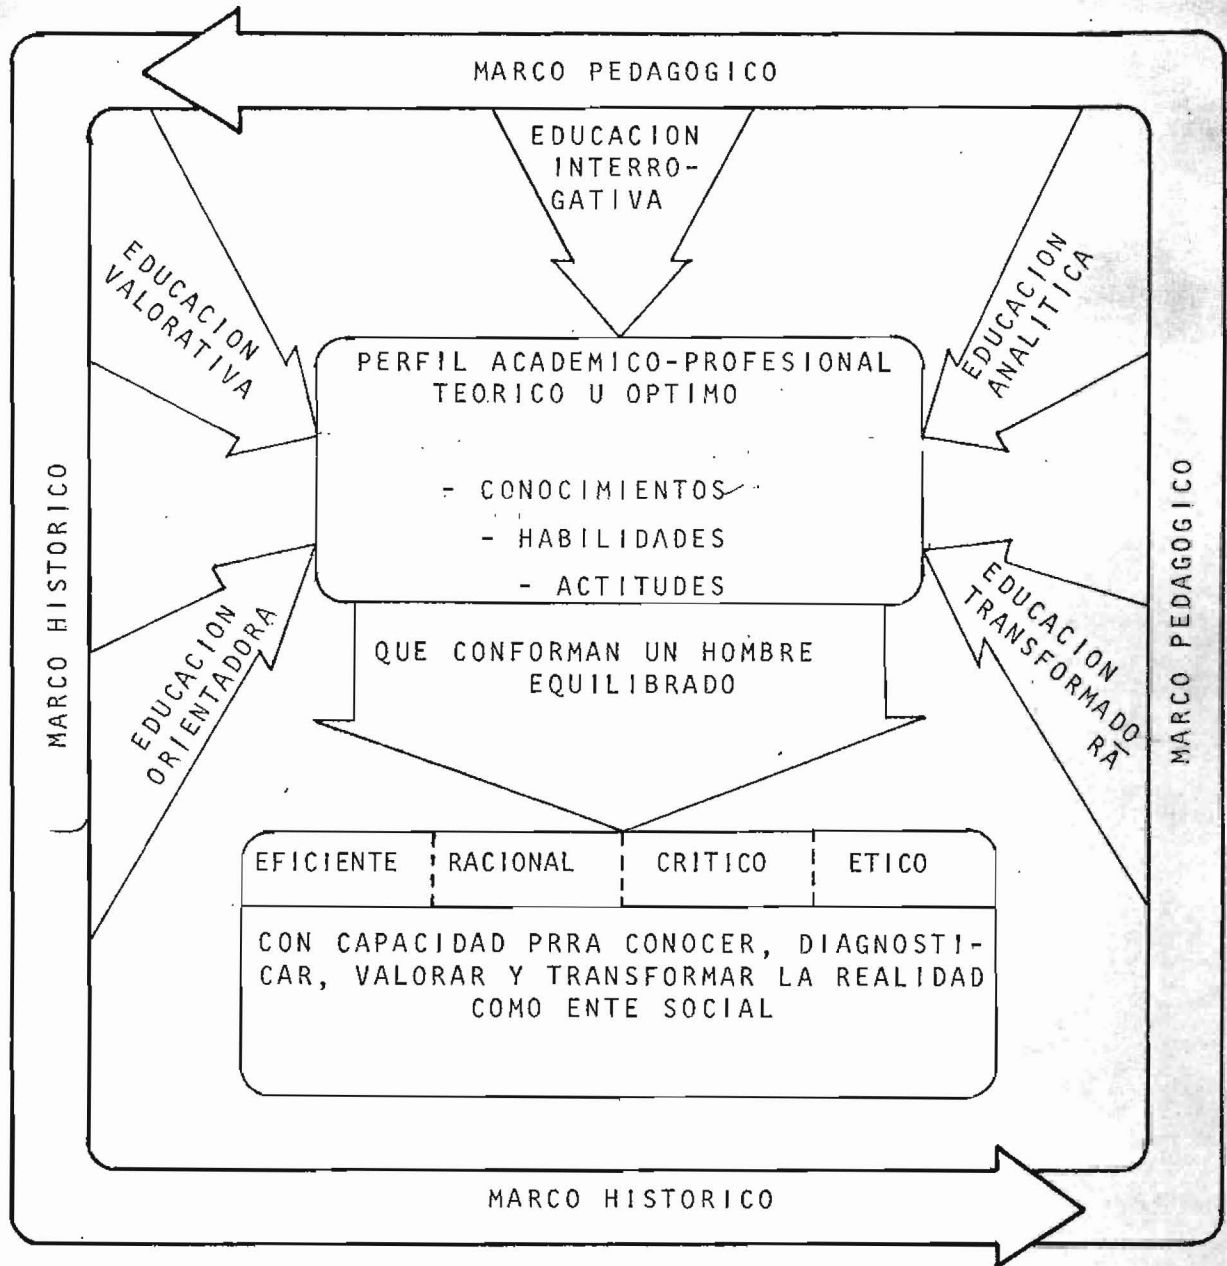 MARCO PEDAGOGICO
EDUCACION
INTERRO-
GATIVA
EDUCACION
VALORATIVA
EDUCACION
ANALITICA
PERFIL ACADEMICO-PROFESIONAL
TEORICO U OPTIMO
- CONOCIMIENTOS
- HABILIDADES
- ACTITUDES
MARCO HISTORICO
MARCO PEDAGOGICO
EDUCACION
ORIENTADORA
EDUCACION
TRANSFORMADO
RA
QUE CONFORMAN UN HOMBRE
EQUILIBRADO
EFICIENTE RACIONAL CRITICO ETICO
CON CAPACIDAD PRRA CONOCER, DIAGNOSTI-
CAR, VALORAR Y TRANSFORMAR LA REALIDAD
COMO ENTE SOCIAL
MARCO HISTORICO